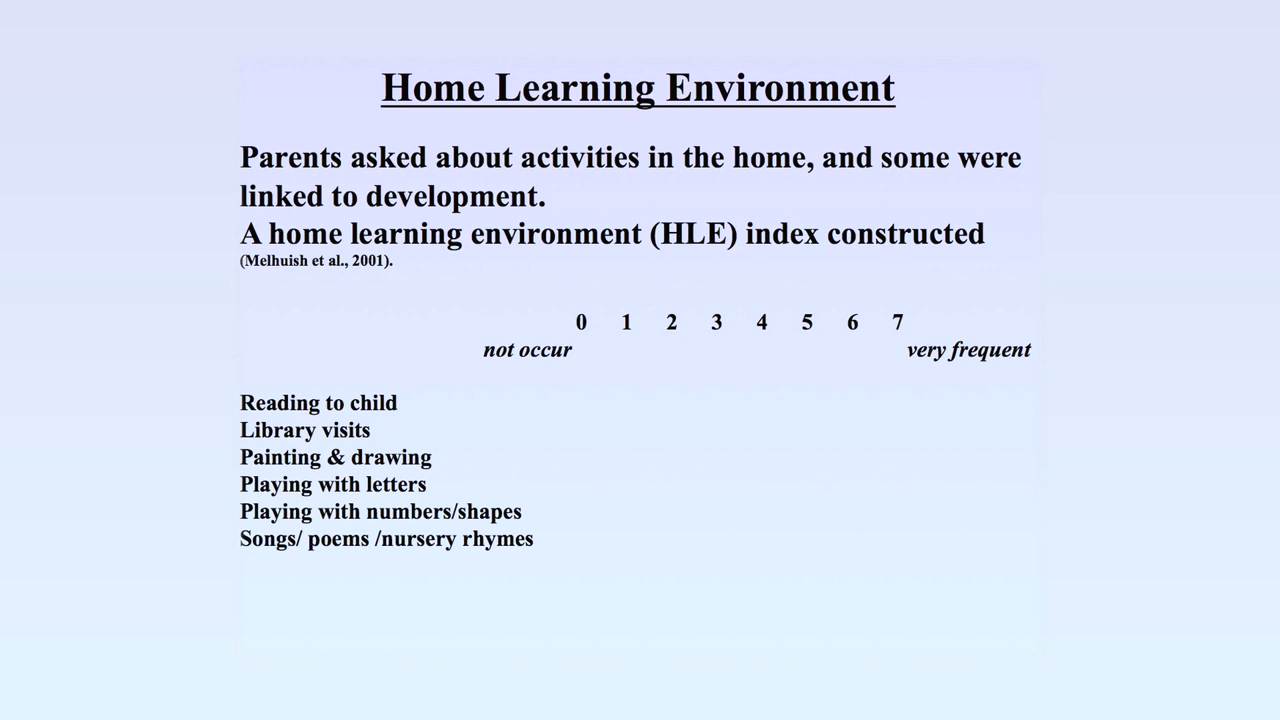 Home Learning Environment
Parents asked about activities in the home, and some were
linked to development.
A home learning environment (HLE) index constructed
(Melhuish et al., 2001).
0 1 2 3 4 5 6 7
not occur very frequent
Reading to child
Library visits
Painting & drawing
Playing with letters
Playing with numbers/shapes
Songs/ poems /nursery rhymes